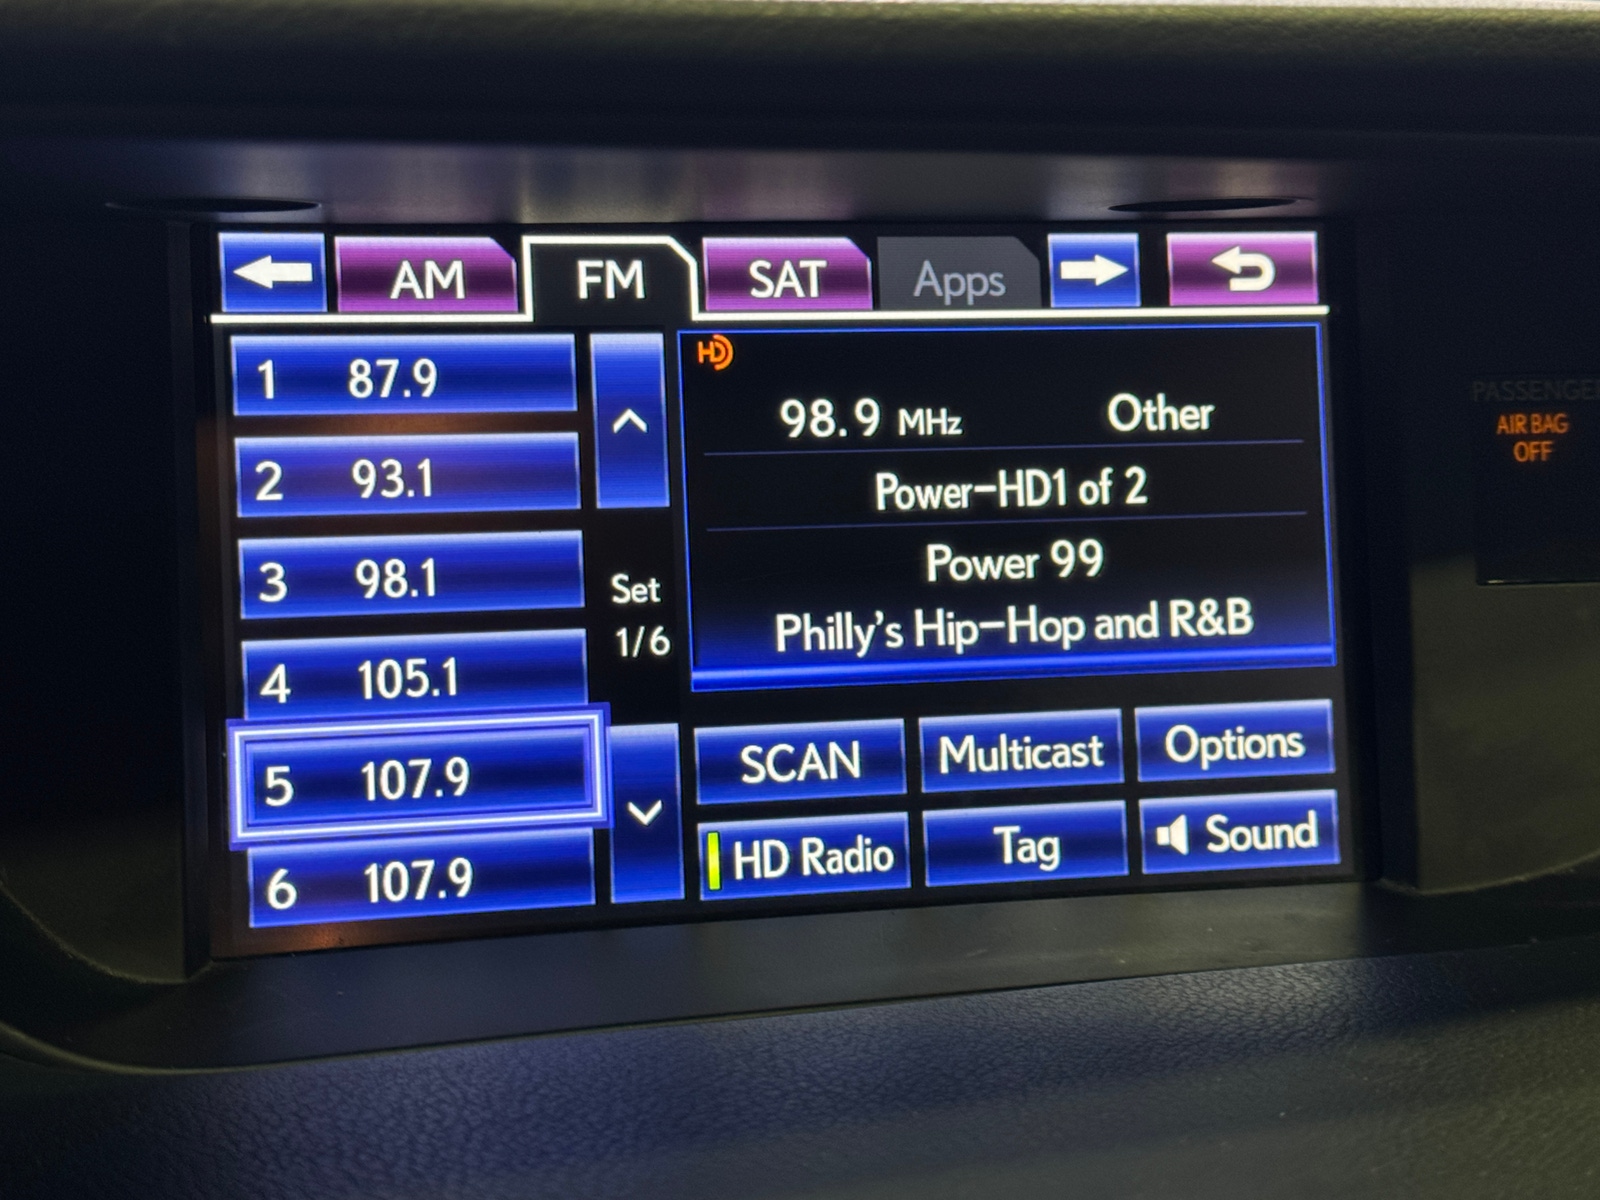 AM FM SAT Apps
1 87.9
2 93.1
3 98.1
4 105.1
5 107.9
6 107.9
Set
1/6
HD
98.9 MHz Other
Power-HD1 of 2
Power 99
Philly's Hip-Hop and R&B
SCAN Multicast Options
HD Radio Tag Sound
PASSENGER
AIR BAG
OFF